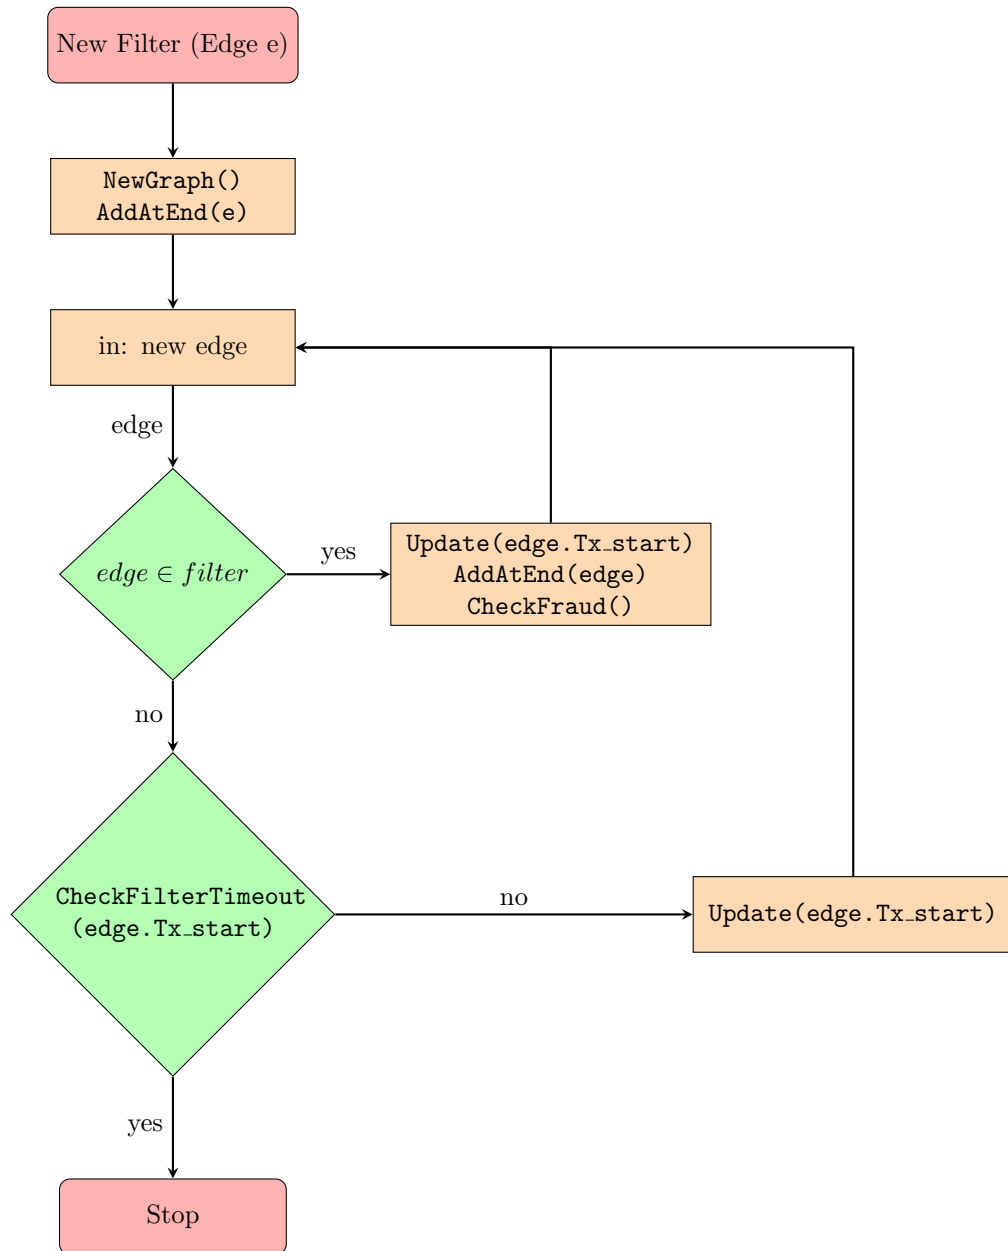 New Filter (Edge e)
NewGraph()
AddAtEnd(e)
in: new edge
edge
edge ∈ filter
yes
Update(edge.Tx_start)
AddAtEnd(edge)
CheckFraud()
no
CheckFilterTimeout
(edge.Tx_start)
no
Update(edge.Tx_start)
yes
Stop